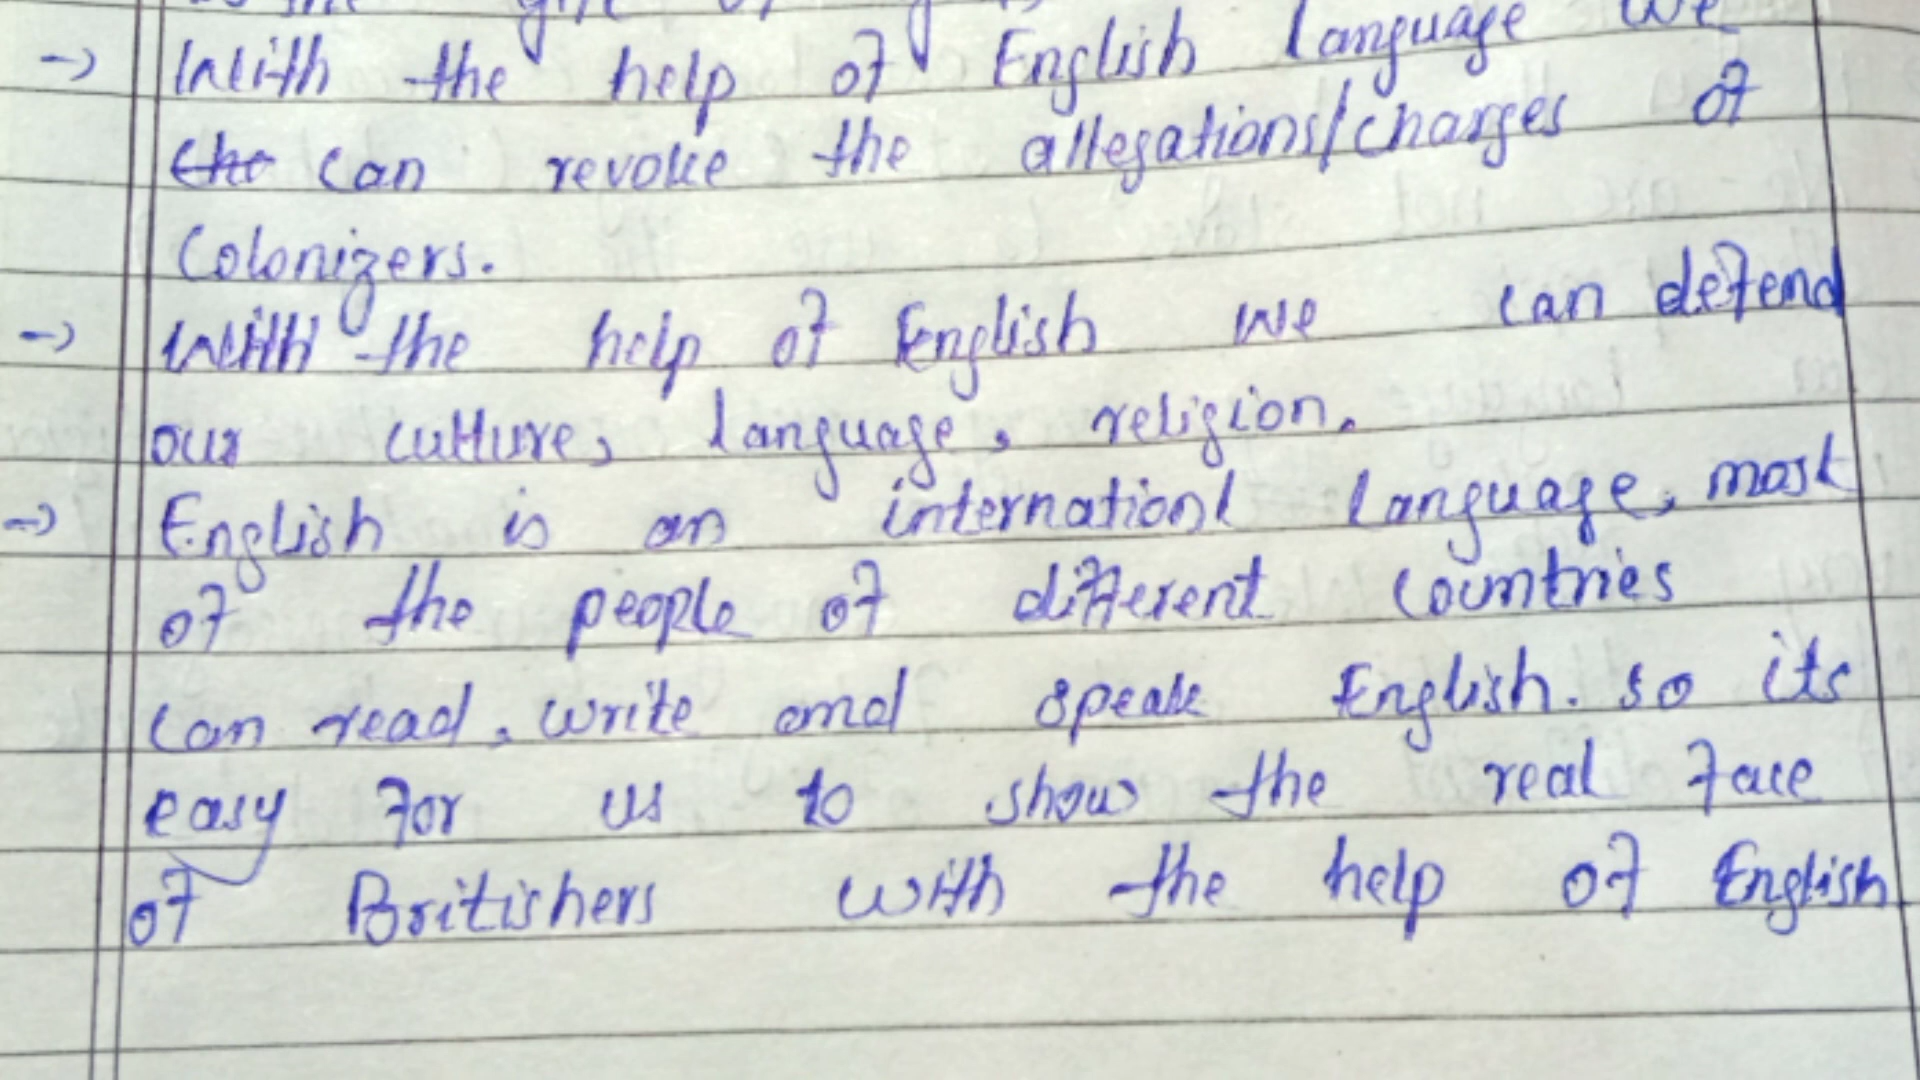 -> With the help of English language we
the can revoke the allegations/charges of
Colonizers.
-> With the help of English we can defend
our culture, language, religion.
-> English is an internationl language, most
of the people of different countries
can read, write and speak English. so its
easy for us to show the real face
of Britishers with the help of English